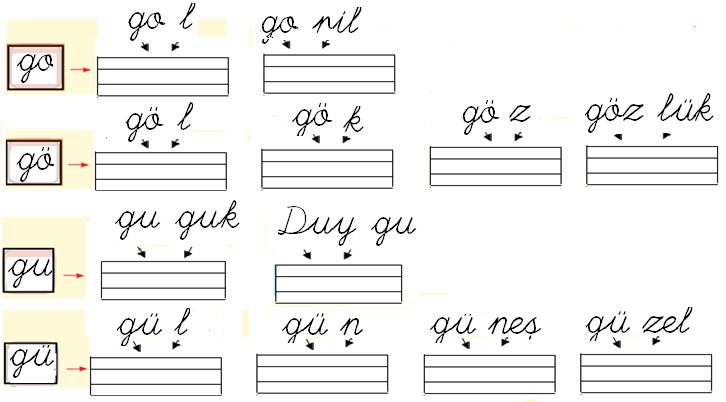 go l go ril
go
gö l gö k gö z göz lük
gö
gu guk Duy gu
gu
gü l gü n gü neş gü zel
gü